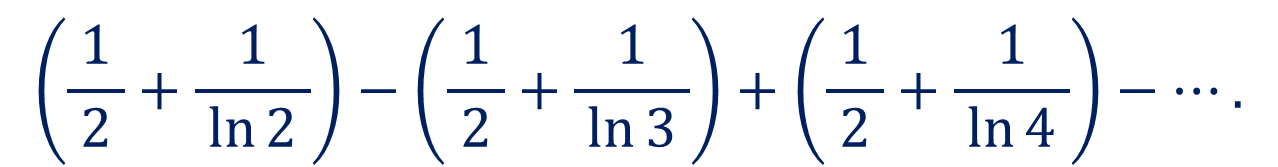 (1/2 + 1/ln 2) − (1/2 + 1/ln 3) + (1/2 + 1/ln 4) − ⋯ .